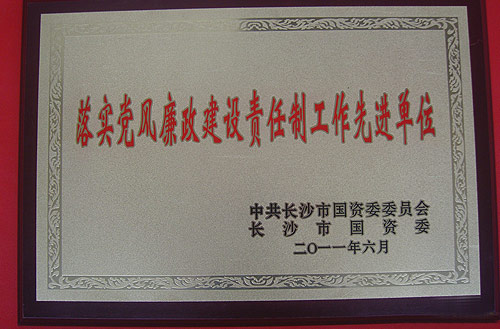 落实党风廉政建设责任制工作先进单位
中共长沙市国资委委员会
长沙市国资委
二〇一一年六月